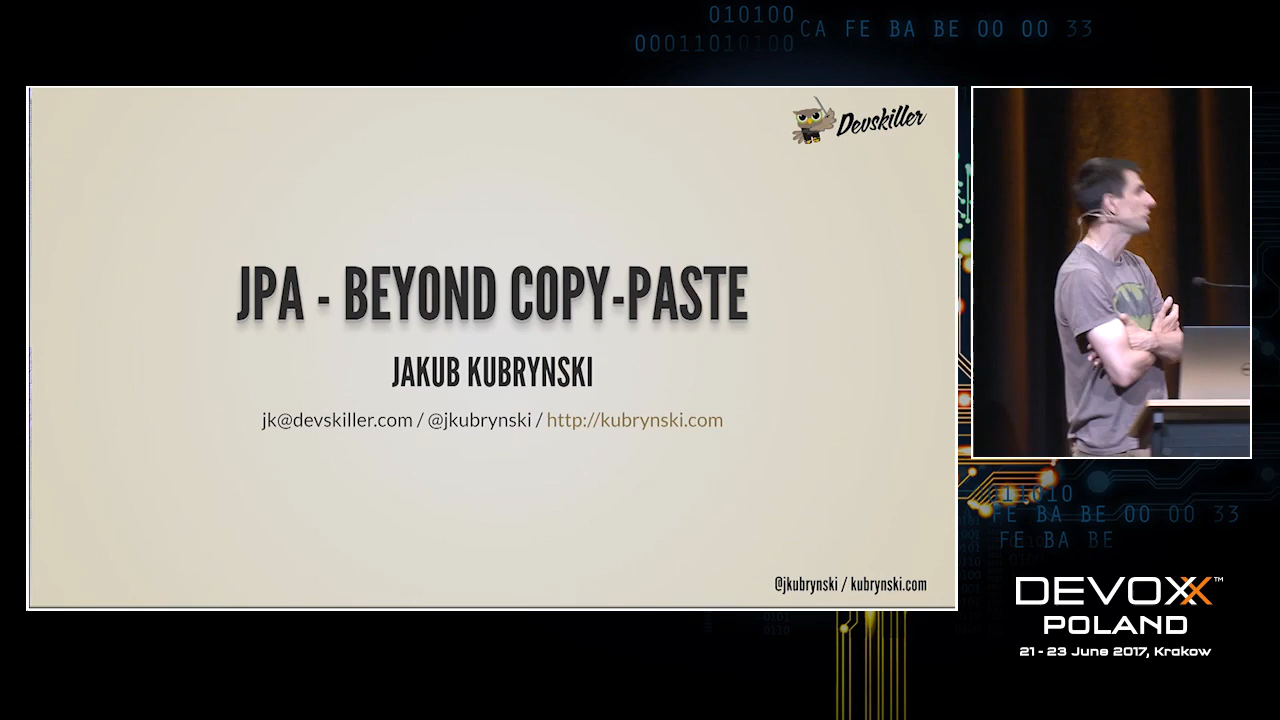 010100
00011010100
CA FE BA BE 00 00 33
Devskiller
JPA - BEYOND COPY-PASTE
JAKUB KUBRYNSKI
jk@devskiller.com / @jkubrynski / http://kubrynski.com
@jkubrynski / kubrynski.com
FE BA BE 00 00 33
FE BA BE
DEVOXX™
POLAND
21 - 23 June 2017, Krakow